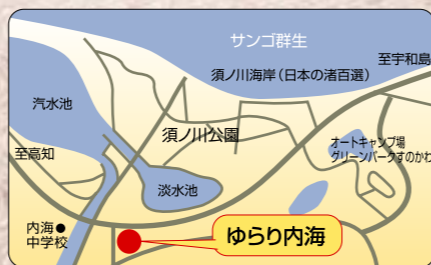 サンゴ群生
至宇和島
須ノ川海岸（日本の渚百選）
汽水池
須ノ川公園
オートキャンプ場
グリーンパークすのかわ
至高知
淡水池
内海●
中学校
ゆらり内海